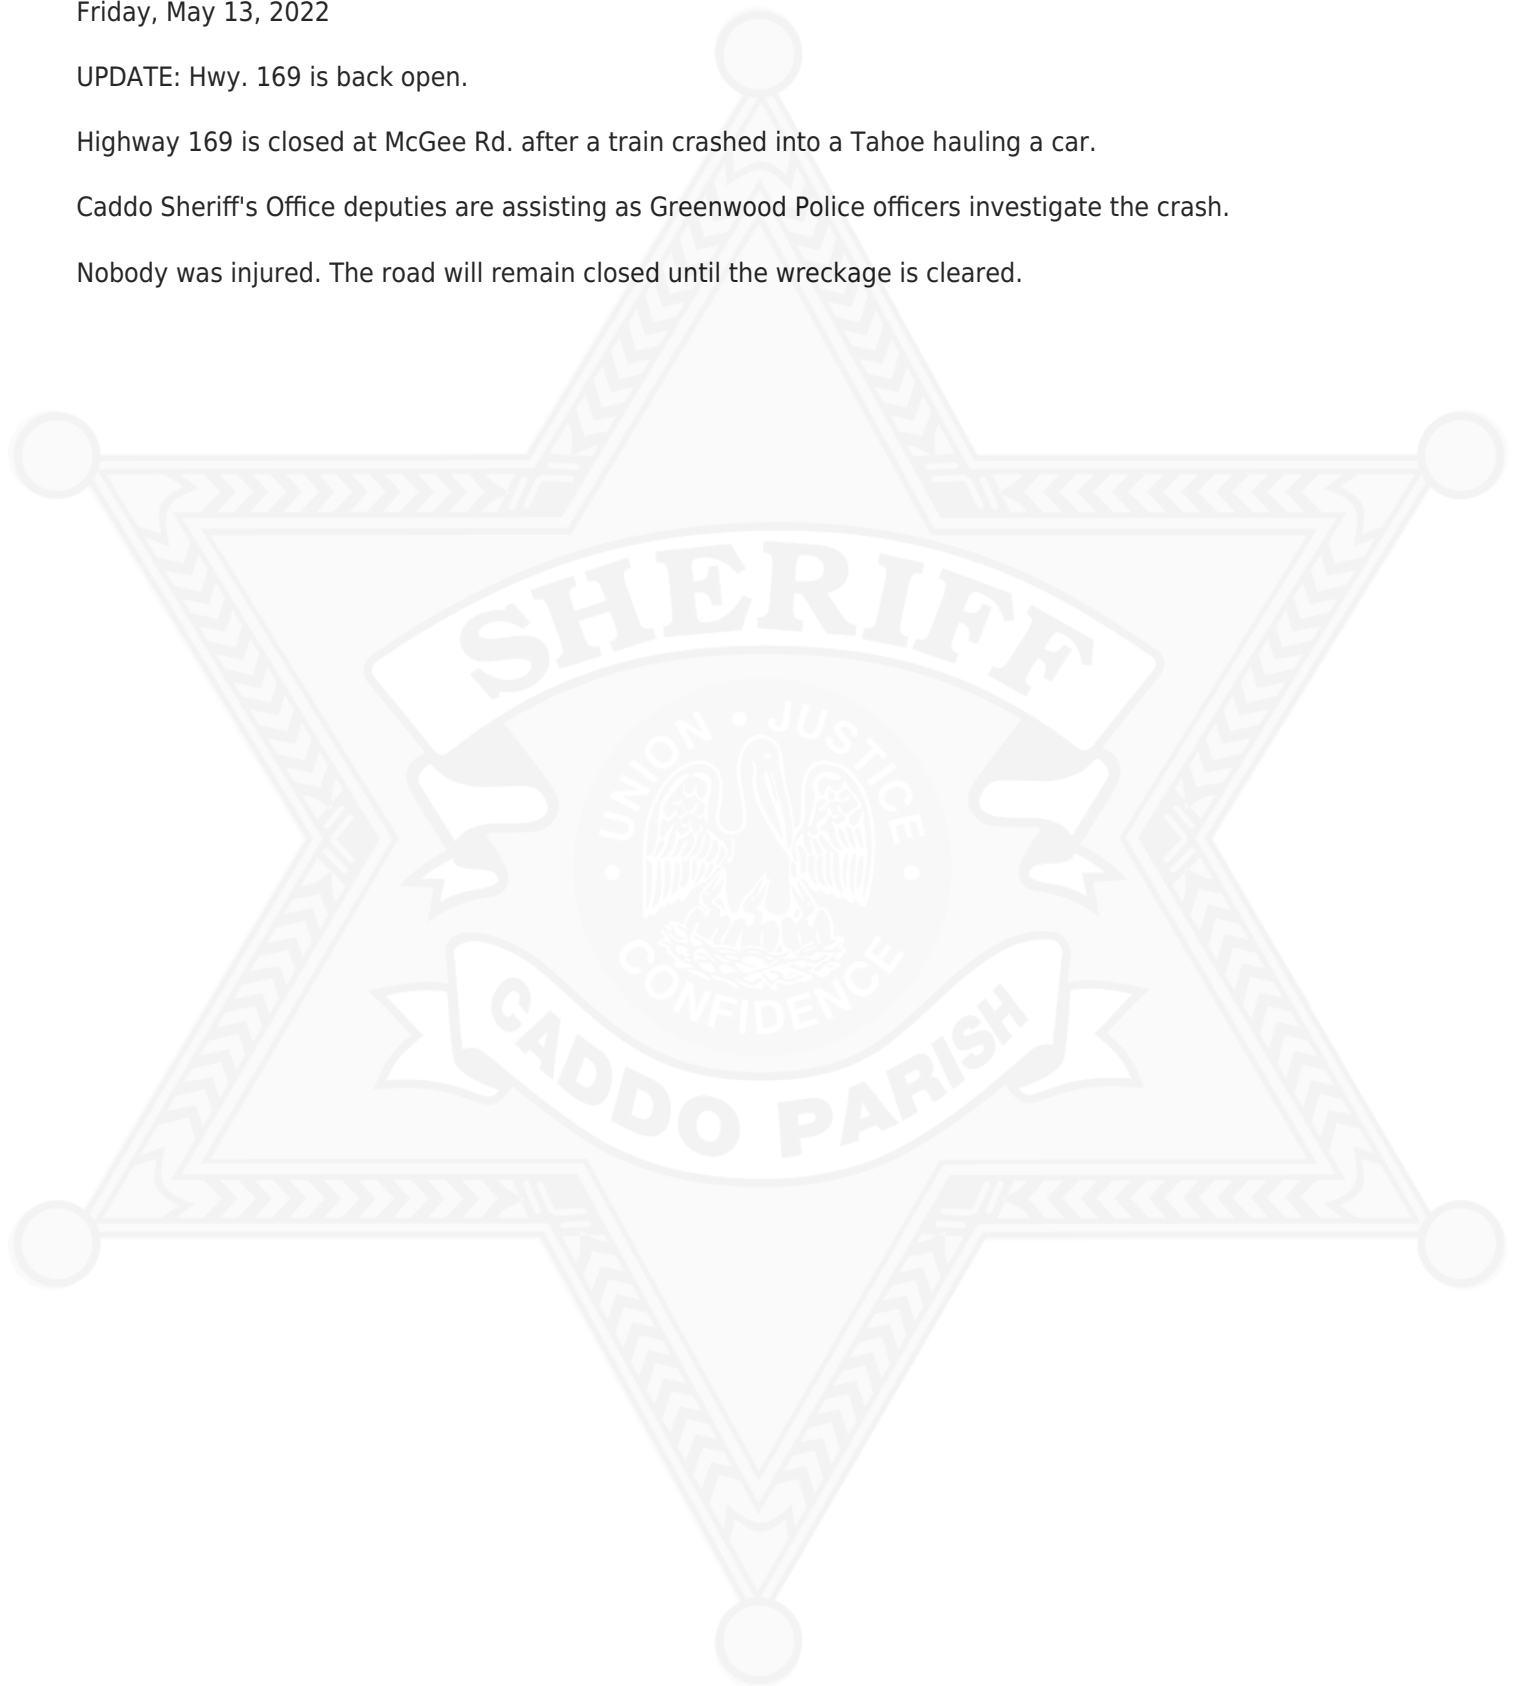 Friday, May 13, 2022
UPDATE: Hwy. 169 is back open.
Highway 169 is closed at McGee Rd. after a train crashed into a Tahoe hauling a car.
Caddo Sheriff's Office deputies are assisting as Greenwood Police officers investigate the crash.
Nobody was injured. The road will remain closed until the wreckage is cleared.
SHERIFF
UNION • JUSTICE
• CONFIDENCE •
CADDO PARISH